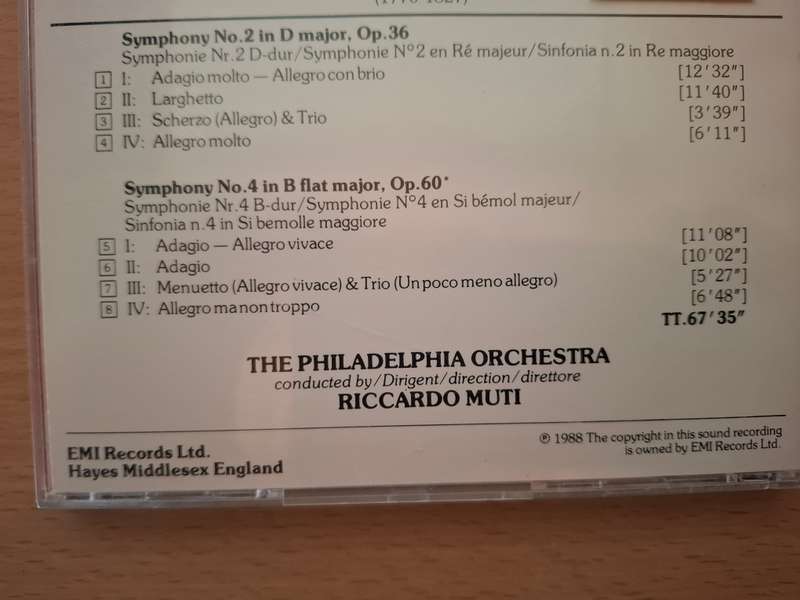 Symphony No.2 in D major, Op.36
Symphonie Nr.2 D-dur/Symphonie N°2 en Ré majeur/Sinfonia n.2 in Re maggiore
1 I: Adagio molto — Allegro con brio [12'32"]
2 II: Larghetto [11'40"]
3 III: Scherzo (Allegro) & Trio [3'39"]
4 IV: Allegro molto [6'11"]
Symphony No.4 in B flat major, Op.60*
Symphonie Nr.4 B-dur/Symphonie N°4 en Si bémol majeur/
Sinfonia n.4 in Si bemolle maggiore
5 I: Adagio — Allegro vivace [11'08"]
6 II: Adagio [10'02"]
7 III: Menuetto (Allegro vivace) & Trio (Un poco meno allegro) [5'27"]
8 IV: Allegro ma non troppo [6'48"]
TT.67'35"
THE PHILADELPHIA ORCHESTRA
conducted by/Dirigent/direction/direttore
RICCARDO MUTI
EMI Records Ltd.
Hayes Middlesex England
℗ 1988 The copyright in this sound recording
is owned by EMI Records Ltd.